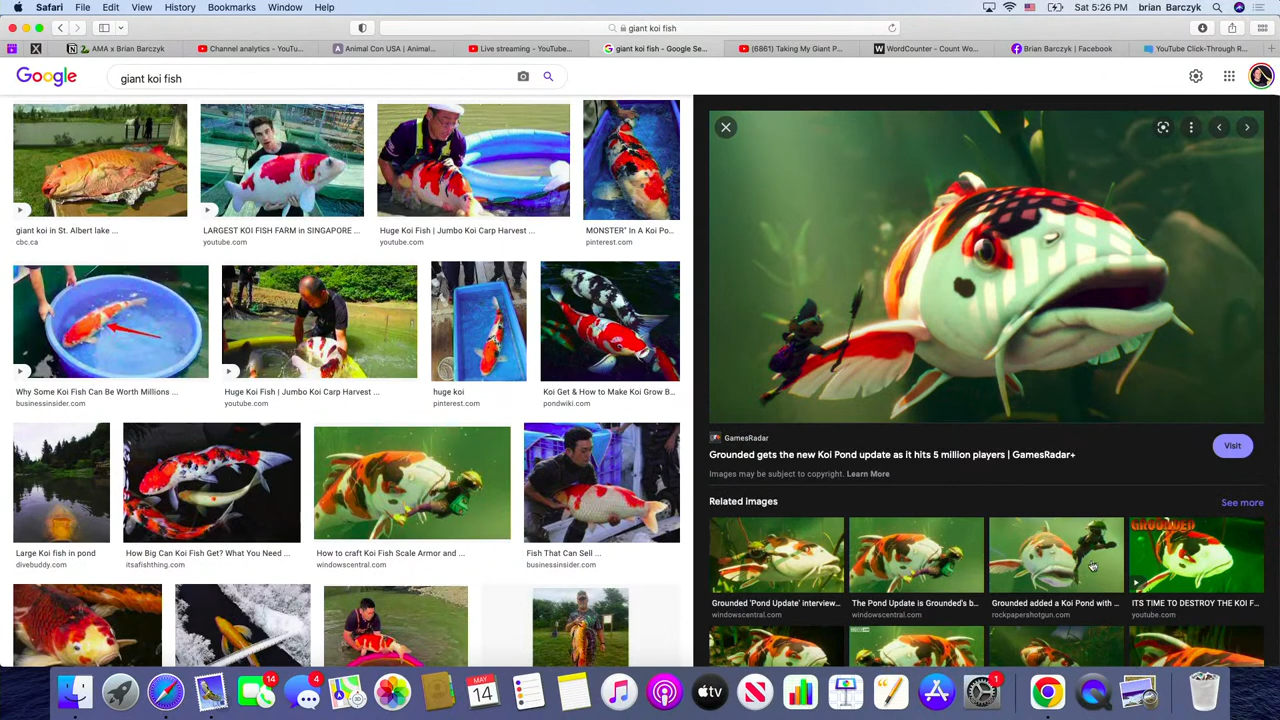 Safari File Edit View History Bookmarks Window Help
Sat 5:26 PM brian Barczyk
giant koi fish
AMA x Brian Barczyk
Channel analytics - YouTu...
Animal Con USA | Animal...
Live streaming - YouTube...
giant koi fish - Google Se...
(6861) Taking My Giant P...
WordCounter - Count Wo...
Brian Barczyk | Facebook
YouTube Click-Through R...
Google
giant koi fish
giant koi in St. Albert lake ...
cbc.ca
LARGEST KOI FISH FARM in SINGAPORE ...
youtube.com
Huge Koi Fish | Jumbo Koi Carp Harvest ...
youtube.com
MONSTER" In A Koi Po...
pinterest.com
Why Some Koi Fish Can Be Worth Millions ...
businessinsider.com
Huge Koi Fish | Jumbo Koi Carp Harvest ...
youtube.com
huge koi
pinterest.com
Koi Get & How to Make Koi Grow B...
pondwiki.com
Large Koi fish in pond
divebuddy.com
How Big Can Koi Fish Get? What You Need ...
itsafishthing.com
How to craft Koi Fish Scale Armor and ...
windowscentral.com
Fish That Can Sell ...
businessinsider.com
GamesRadar
Grounded gets the new Koi Pond update as it hits 5 million players | GamesRadar+
Visit
Images may be subject to copyright. Learn More
Related images
See more
GROUNDED
Grounded 'Pond Update' interview...
windowscentral.com
The Pond Update is Grounded's b...
windowscentral.com
Grounded added a Koi Pond with ...
rockpapershotgun.com
ITS TIME TO DESTROY THE KOI F...
youtube.com
14
4
MAY
14
tv
1